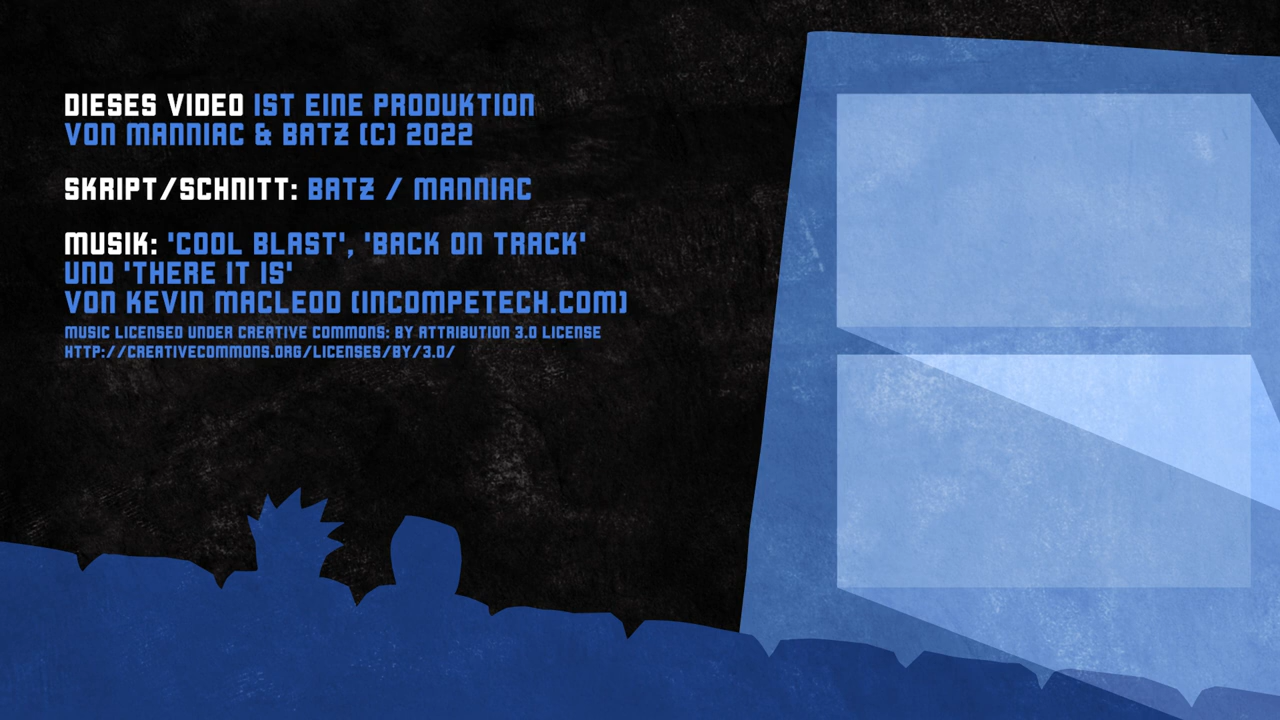 DIESES VIDEO IST EINE PRODUKTION
VON MANNIAC & BATZ (C) 2022
SKRIPT/SCHNITT: BATZ / MANNIAC
MUSIK: 'COOL BLAST', 'BACK ON TRACK'
UND 'THERE IT IS'
VON KEVIN MACLEOD (INCOMPETECH.COM)
MUSIC LICENSED UNDER CREATIVE COMMONS: BY ATTRIBUTION 3.0 LICENSE
HTTP://CREATIVECOMMONS.ORG/LICENSES/BY/3.0/